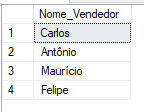 Nome_Vendedor
1 Carlos
2 Antônio
3 Maurício
4 Felipe